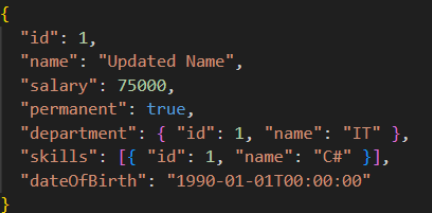 {
  "id": 1,
  "name": "Updated Name",
  "salary": 75000,
  "permanent": true,
  "department": { "id": 1, "name": "IT" },
  "skills": [{ "id": 1, "name": "C#" }],
  "dateOfBirth": "1990-01-01T00:00:00"
}